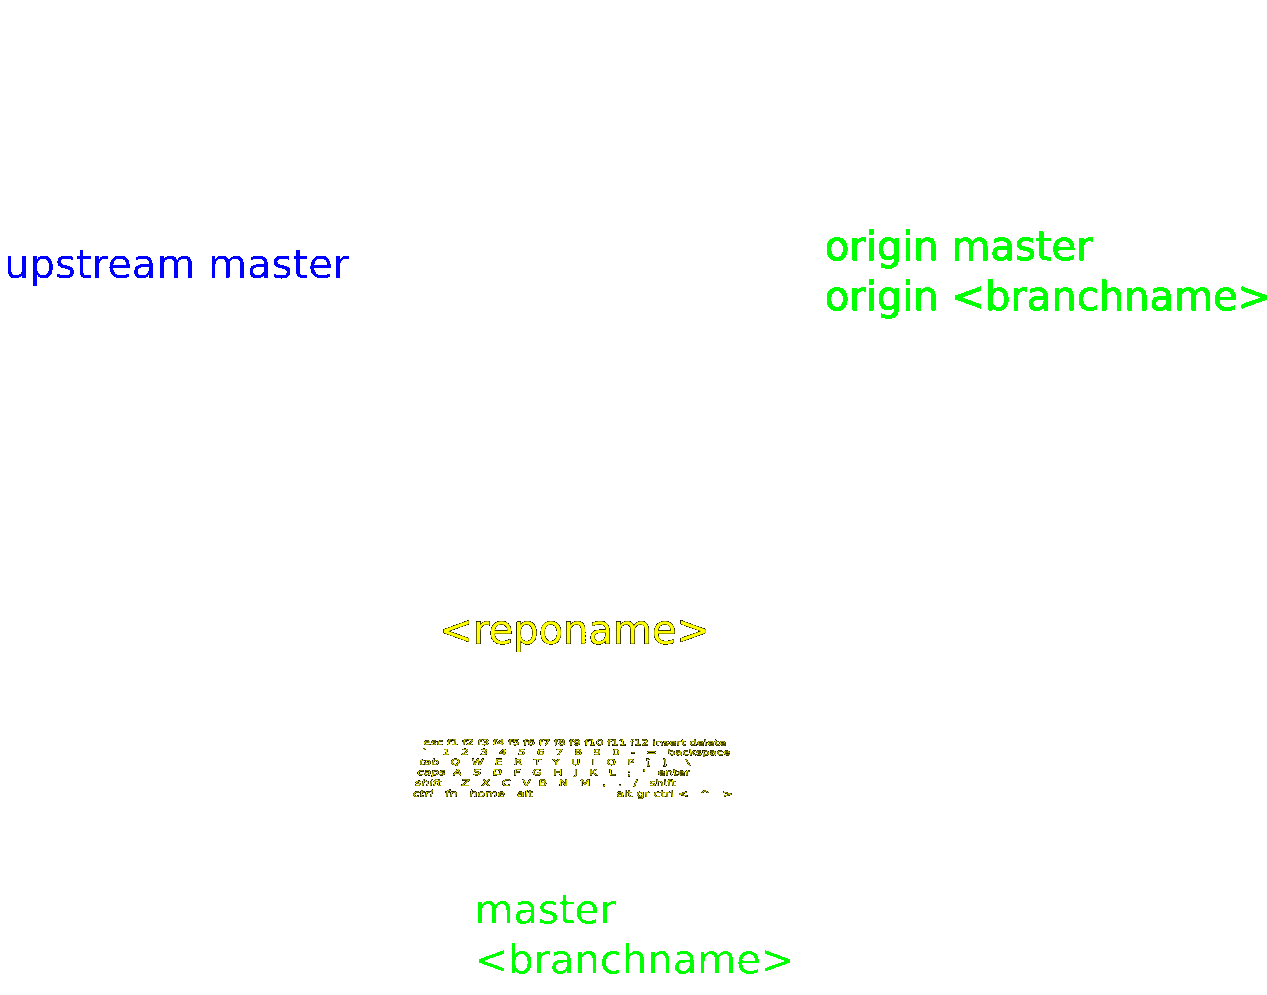 upstream master
origin master
origin <branchname>
<reponame>
esc f1 f2 f3 f4 f5 f6 f7 f8 f9 f10 f11 f12 insert delete
` 1 2 3 4 5 6 7 8 9 0 - = backspace
tab Q W E R T Y U I O P [ ] \
caps A S D F G H J K L ; ' enter
shift Z X C V B N M , . / shift
ctrl fn home alt alt gr ctrl < ^ >
master
<branchname>